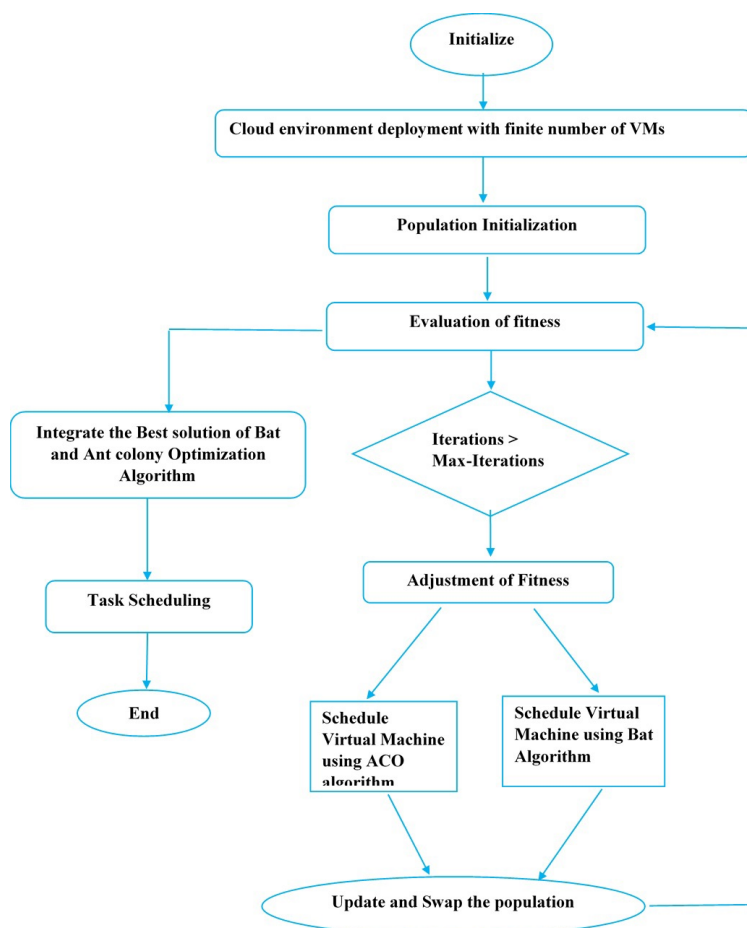 Initialize
Cloud environment deployment with finite number of VMs
Population Initialization
Evaluation of fitness
Integrate the Best solution of Bat
and Ant colony Optimization
Algorithm
Iterations >
Max-Iterations
Adjustment of Fitness
Task Scheduling
End
Schedule
Virtual Machine
using ACO
algorithm
Schedule Virtual
Machine using Bat
Algorithm
Update and Swap the population